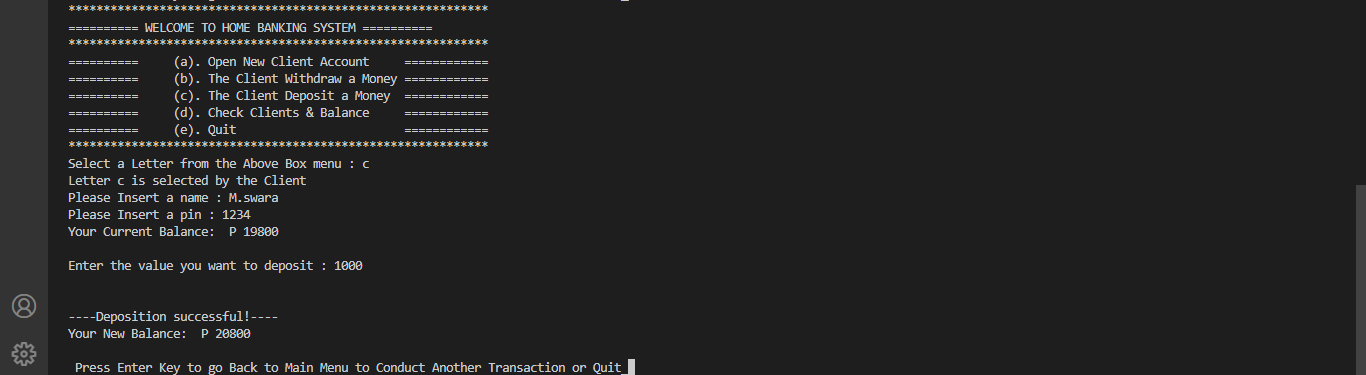 ************************************************************
========== WELCOME TO HOME BANKING SYSTEM ==========
************************************************************
==========     (a). Open New Client Account     ============
==========     (b). The Client Withdraw a Money ============
==========     (c). The Client Deposit a Money  ============
==========     (d). Check Clients & Balance     ============
==========     (e). Quit                        ============
************************************************************
Select a Letter from the Above Box menu : c
Letter c is selected by the Client
Please Insert a name : M.swara
Please Insert a pin : 1234
Your Current Balance:  P 19800
Enter the value you want to deposit : 1000
----Deposition successful!----
Your New Balance:  P 20800
Press Enter Key to go Back to Main Menu to Conduct Another Transaction or Quit_